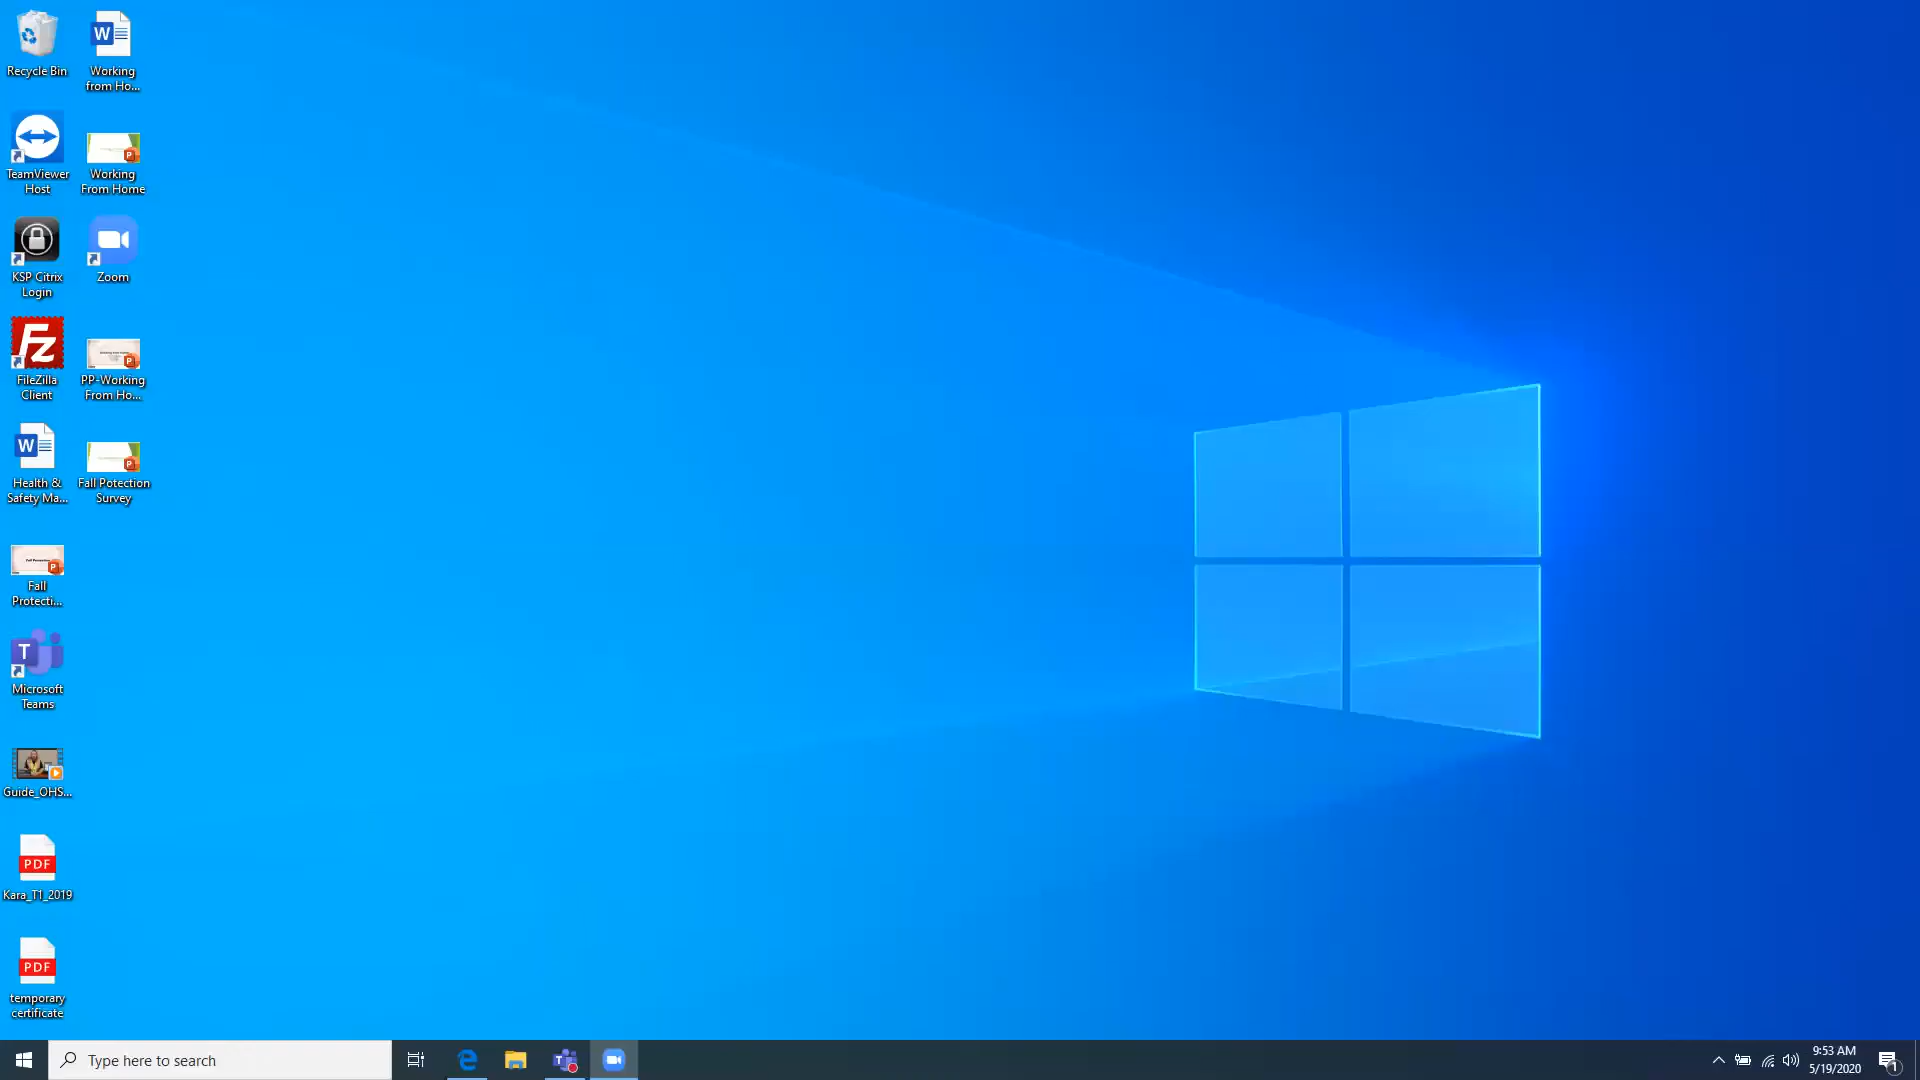 Recycle Bin
Working
from Ho...
TeamViewer
Host
Working
From Home
KSP Citrix
Login
Zoom
FileZilla
Client
PP-Working
From Ho...
Health &
Safety Ma...
Fall Potection
Survey
Fall
Protecti...
Microsoft
Teams
Guide_OHS...
PDF
Kara_T1_2019
PDF
temporary
certificate
Type here to search
9:53 AM
5/19/2020
1